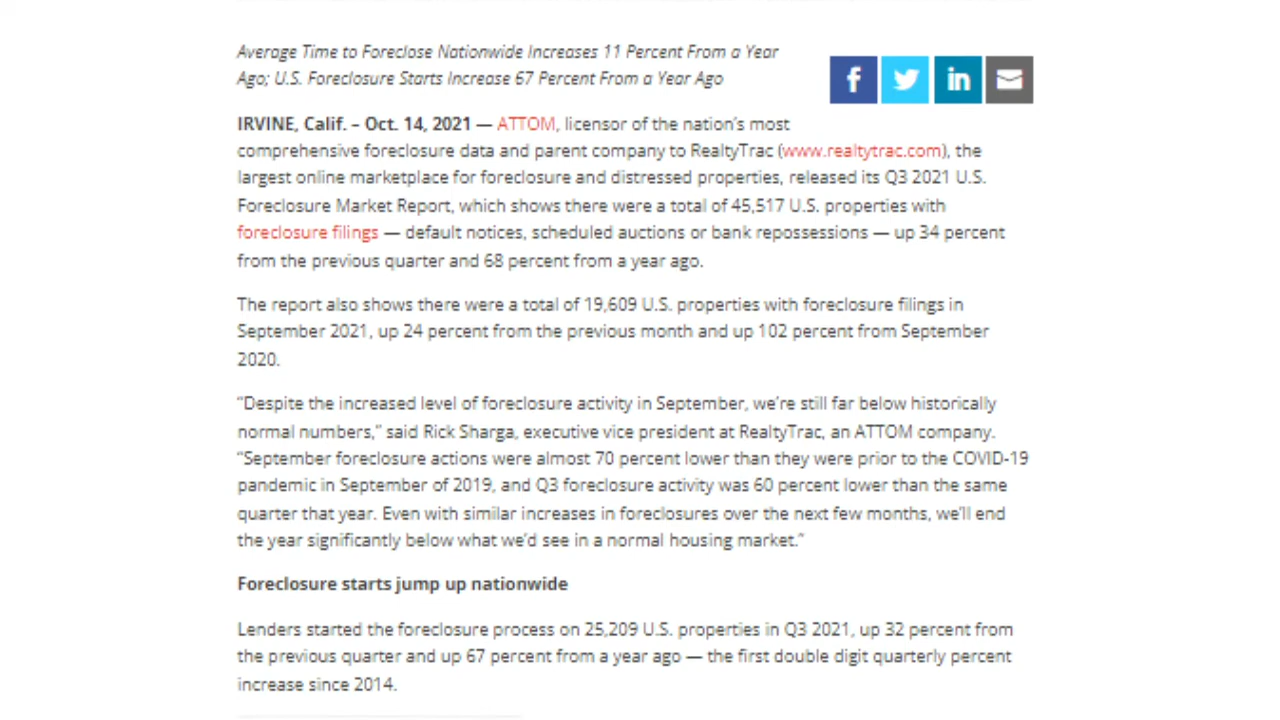 Average Time to Foreclose Nationwide Increases 11 Percent From a Year
Ago; U.S. Foreclosure Starts Increase 67 Percent From a Year Ago
IRVINE, Calif. – Oct. 14, 2021 — ATTOM, licensor of the nation's most
comprehensive foreclosure data and parent company to RealtyTrac (www.realtytrac.com), the
largest online marketplace for foreclosure and distressed properties, released its Q3 2021 U.S.
Foreclosure Market Report, which shows there were a total of 45,517 U.S. properties with
foreclosure filings — default notices, scheduled auctions or bank repossessions — up 34 percent
from the previous quarter and 68 percent from a year ago.
The report also shows there were a total of 19,609 U.S. properties with foreclosure filings in
September 2021, up 24 percent from the previous month and up 102 percent from September
2020.
“Despite the increased level of foreclosure activity in September, we're still far below historically
normal numbers,” said Rick Sharga, executive vice president at RealtyTrac, an ATTOM company.
“September foreclosure actions were almost 70 percent lower than they were prior to the COVID-19
pandemic in September of 2019, and Q3 foreclosure activity was 60 percent lower than the same
quarter that year. Even with similar increases in foreclosures over the next few months, we'll end
the year significantly below what we'd see in a normal housing market.”
Foreclosure starts jump up nationwide
Lenders started the foreclosure process on 25,209 U.S. properties in Q3 2021, up 32 percent from
the previous quarter and up 67 percent from a year ago — the first double digit quarterly percent
increase since 2014.